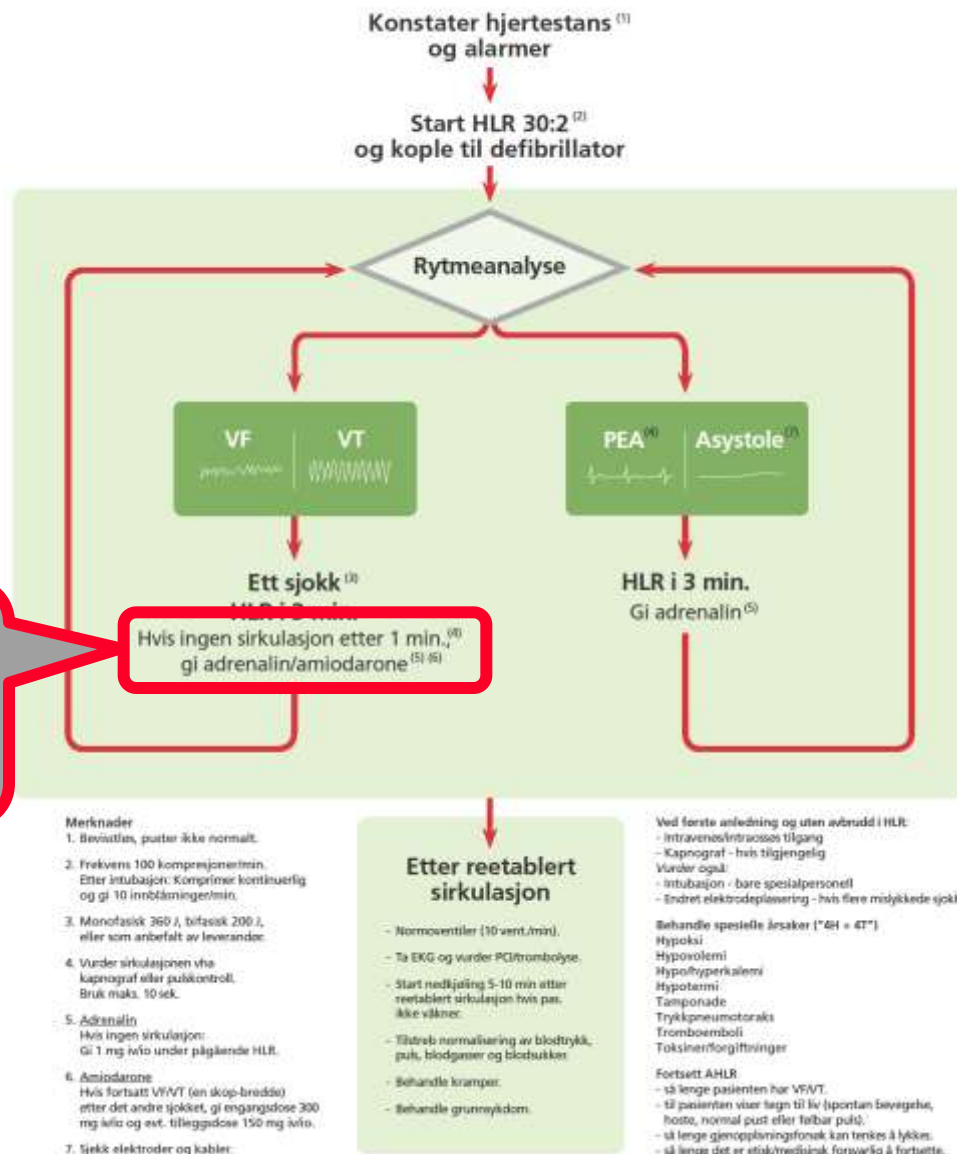 Konstater hjertestans (1)
og alarmer
Start HLR 30:2 (2)
og kople til defibrillator
Rytmeanalyse
VF
VT
PEA (4)
Asystole (7)
Ett sjokk (3)
HLR i 3 min.
Hvis ingen sirkulasjon etter 1 min., (4)
gi adrenalin/amiodarone (5) (6)
HLR i 3 min.
Gi adrenalin (5)
Merknader
1. Bevisstløs, puster ikke normalt.
2. Frekvens 100 kompresjoner/min.
Etter intubasjon: Komprimer kontinuerlig
og gi 10 innblåsninger/min.
3. Monofasisk 360 J, bifasisk 200 J,
eller som anbefalt av leverandør.
4. Vurder sirkulasjonen vha
kapnograf eller pulskontroll.
Bruk maks. 10 sek.
5. Adrenalin
Hvis ingen sirkulasjon:
Gi 1 mg iv/io under pågående HLR.
6. Amiodarone
Hvis fortsatt VF/VT (en skop-bredde)
etter det andre sjokket, gi engangsdose 300
mg iv/io og evt. tilleggsdose 150 mg iv/io.
7. Sjekk elektroder og kabler.
Etter reetablert
sirkulasjon
- Normoventiler (10 vent./min).
- Ta EKG og vurder PCI/trombolyse.
- Start nedkjøling 5-10 min etter
reetablert sirkulasjon hvis pas.
ikke våkner.
- Tilstreb normalisering av blodtrykk,
puls, blodgasser og blodsukker.
- Behandle kramper.
- Behandle grunnsykdom.
Ved første anledning og uten avbrudd i HLR:
- Intravenøs/intraossøs tilgang
- Kapnograf - hvis tilgjengelig
Vurder også:
- Intubasjon - bare spesialpersonell
- Endret elektrodeplassering - hvis flere mislykkede sjokk
Behandle spesielle årsaker ("4H + 4T")
Hypoksi
Hypovolemi
Hypo/hyperkalemi
Hypotermi
Tamponade
Trykkpneumotoraks
Tromboemboli
Toksiner/forgiftninger
Fortsett AHLR
- så lenge pasienten har VF/VT.
- til pasienten viser tegn til liv (spontan bevegelse,
hoste, normal pust eller følbar puls).
- så lenge gjenopplivningsforsøk kan tenkes å lykkes.
- så lenge det er etisk/medisinsk forsvarlig å fortsette.